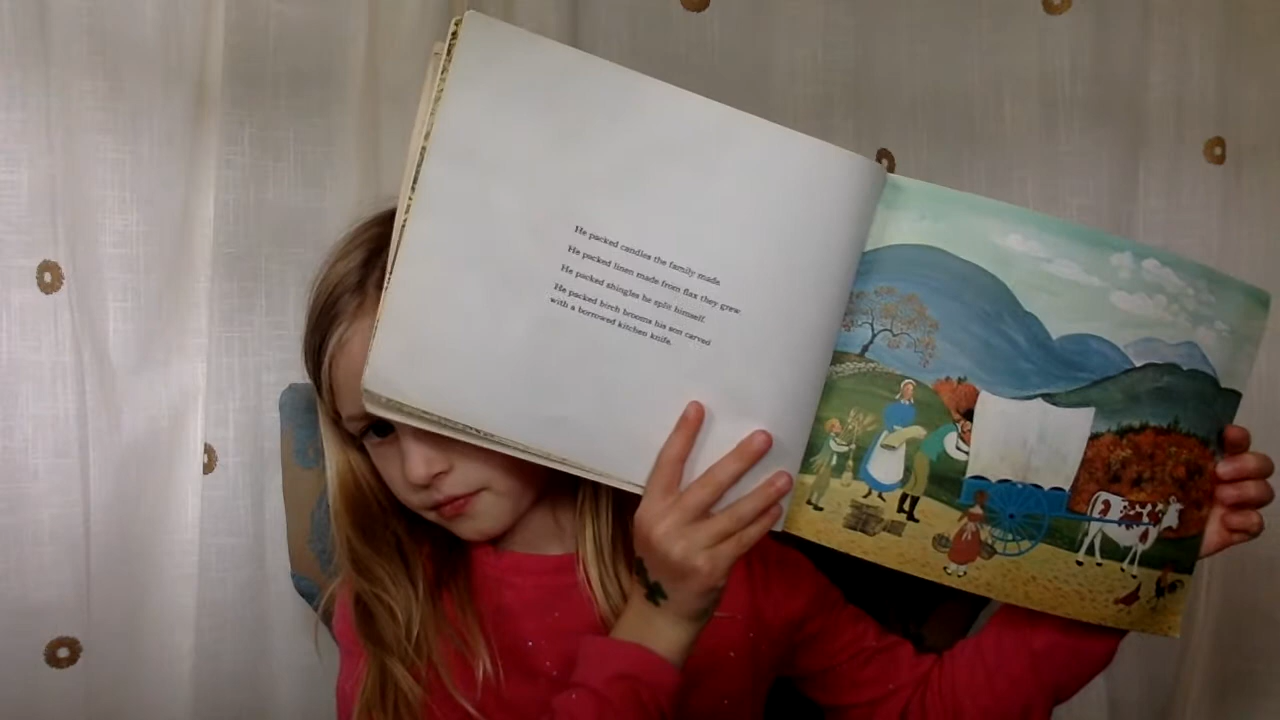 He packed candles the family made.
He packed linen made from flax they grew.
He packed shingles he split himself.
He packed birch brooms his son carved
with a borrowed kitchen knife.